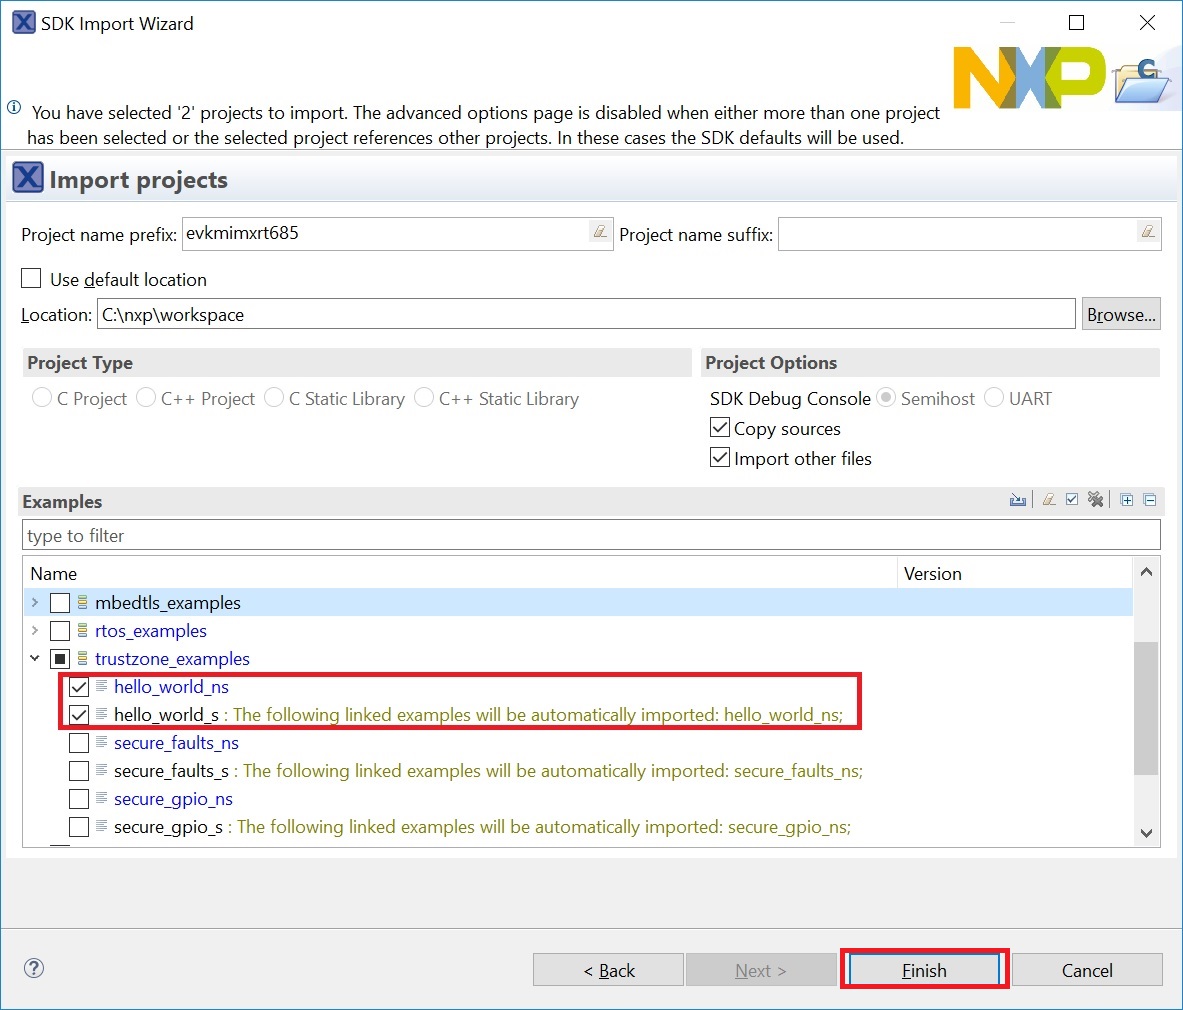 SDK Import Wizard
NXP
You have selected '2' projects to import. The advanced options page is disabled when either more than one project
has been selected or the selected project references other projects. In these cases the SDK defaults will be used.
Import projects
Project name prefix: evkmimxrt685 Project name suffix:
Use default location
Location: C:\nxp\workspace Browse...
Project Type Project Options
C Project C++ Project C Static Library C++ Static Library SDK Debug Console Semihost UART
Copy sources
Import other files
Examples
type to filter
Name Version
mbedtls_examples
rtos_examples
trustzone_examples
hello_world_ns
hello_world_s : The following linked examples will be automatically imported: hello_world_ns;
secure_faults_ns
secure_faults_s : The following linked examples will be automatically imported: secure_faults_ns;
secure_gpio_ns
secure_gpio_s : The following linked examples will be automatically imported: secure_gpio_ns;
< Back Next > Finish Cancel